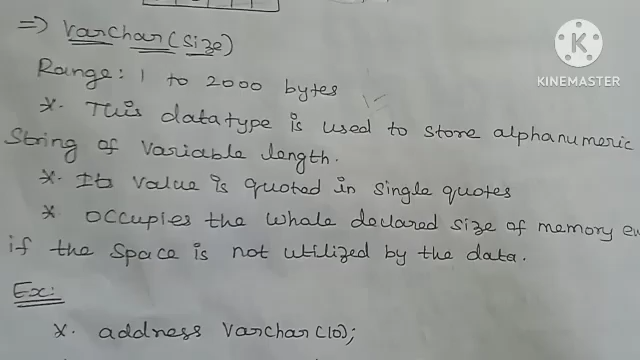 => Varchar(size)
Range: 1 to 2000 bytes
*. This datatype is used to store alphanumeric
String of variable length.
*. Its value is quoted in single quotes
* occupies the whole declared size of memory
if the space is not utilized by the data.
Ex:
*. address Varchar(10);
K
KINEMASTER